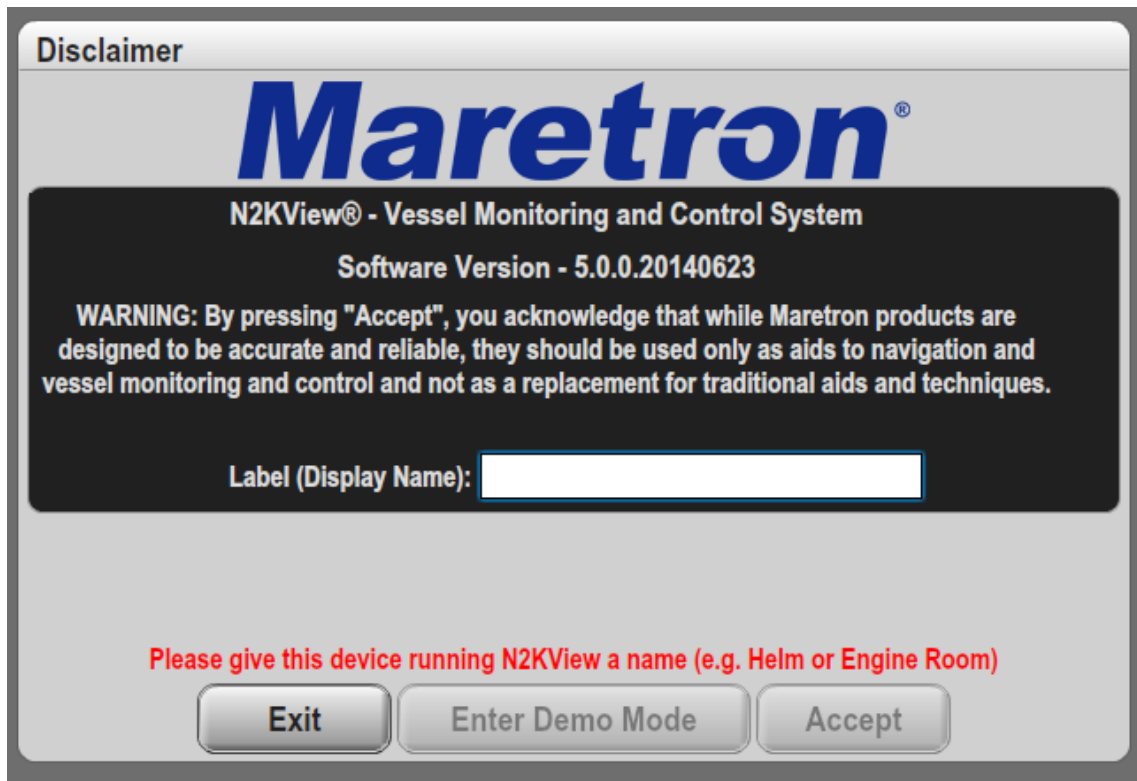 Disclaimer
Maretron®
N2KView® - Vessel Monitoring and Control System
Software Version - 5.0.0.20140623
WARNING: By pressing "Accept", you acknowledge that while Maretron products are
designed to be accurate and reliable, they should be used only as aids to navigation and
vessel monitoring and control and not as a replacement for traditional aids and techniques.
Label (Display Name):
Please give this device running N2KView a name (e.g. Helm or Engine Room)
Exit Enter Demo Mode Accept